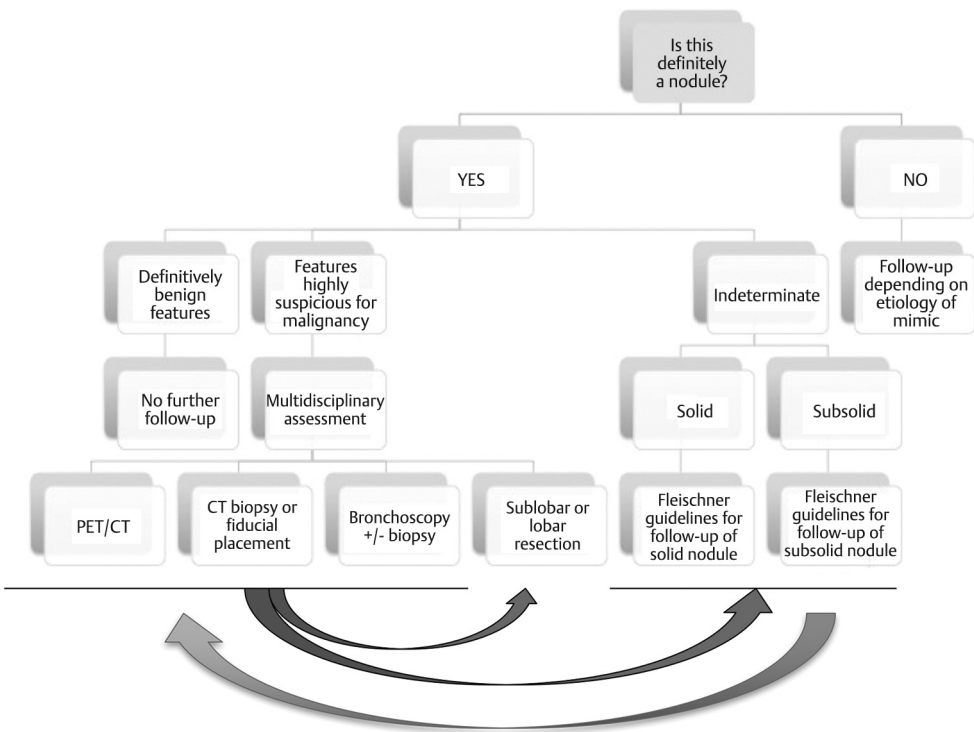 Is this
definitely
a nodule?
YES
NO
Definitively
benign
features
Features
highly
suspicious for
malignancy
Indeterminate
Follow-up
depending on
etiology of
mimic
No further
follow-up
Multidisciplinary
assessment
Solid
Subsolid
PET/CT
CT biopsy or
fiducial
placement
Bronchoscopy
+/- biopsy
Sublobar or
lobar
resection
Fleischner
guidelines for
follow-up of
solid nodule
Fleischner
guidelines for
follow-up of
subsolid nodule